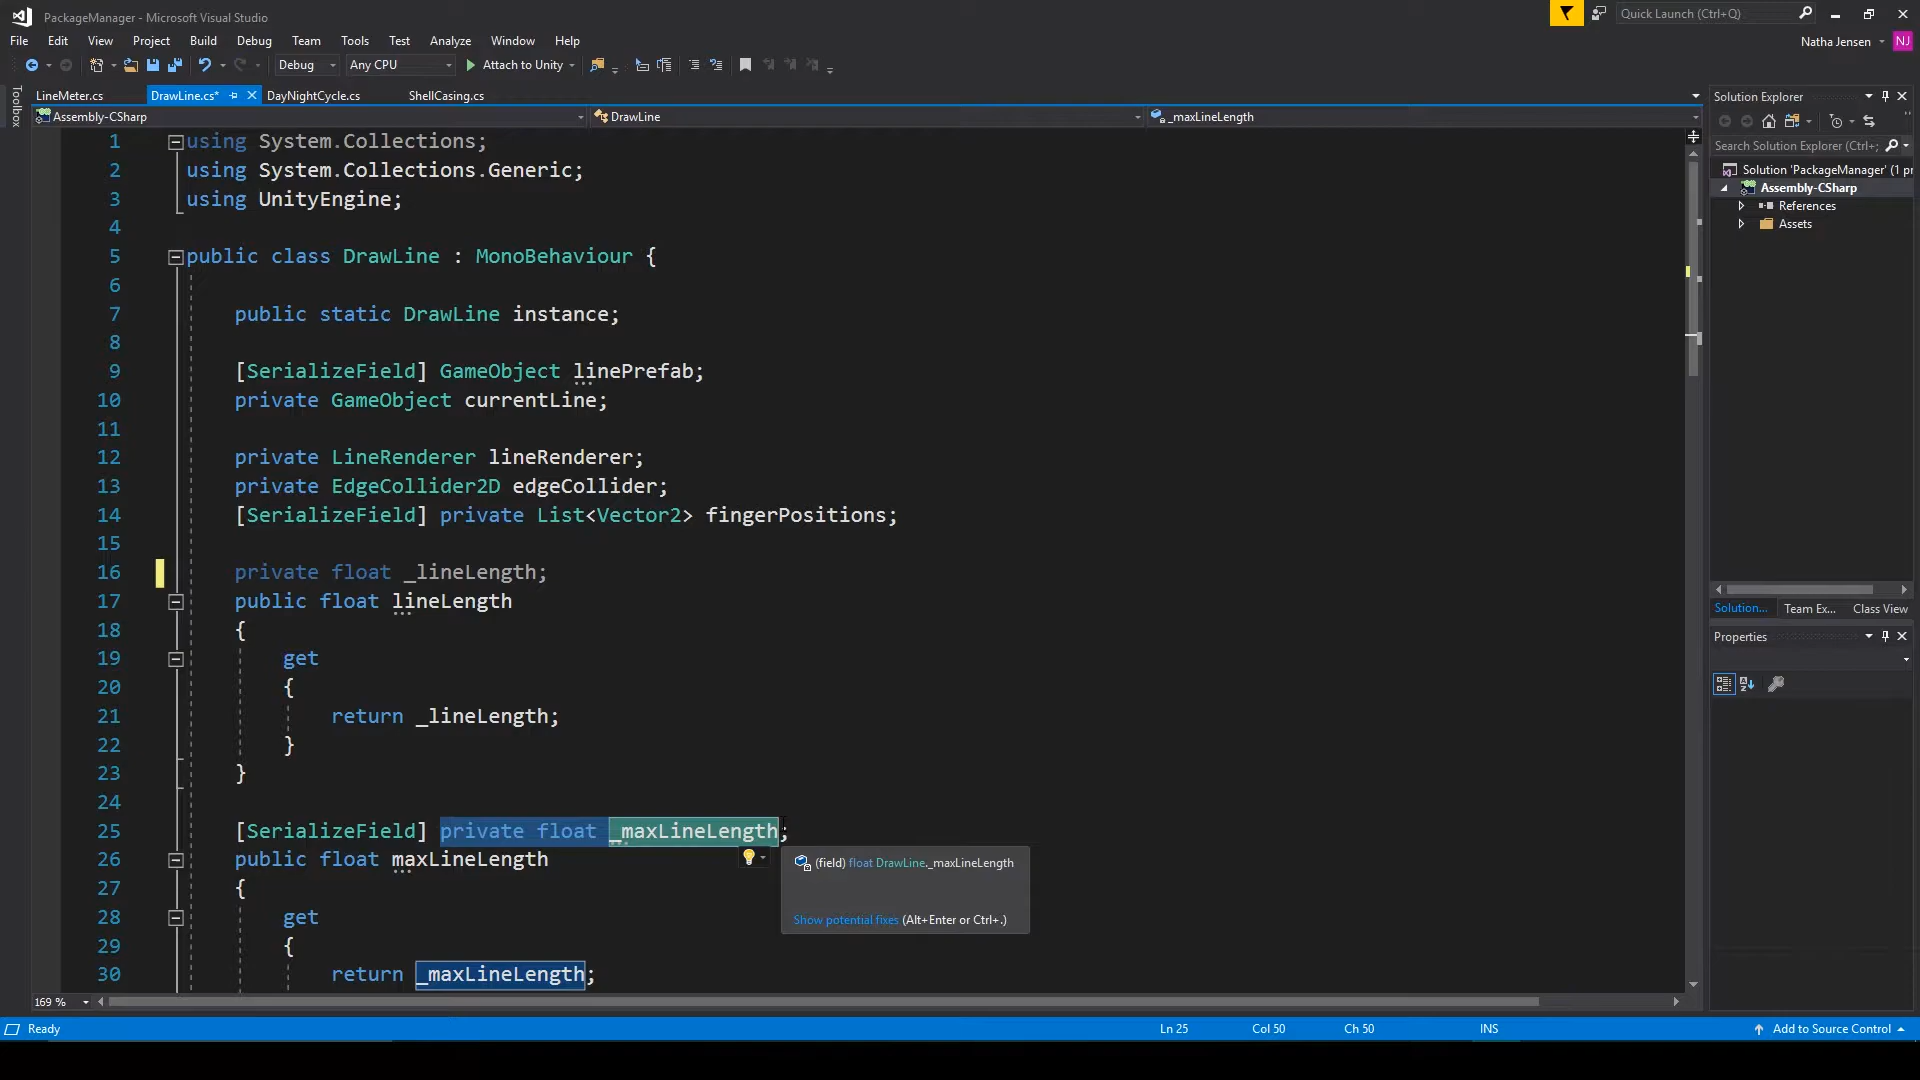 PackageManager - Microsoft Visual Studio
Quick Launch (Ctrl+Q)
File Edit View Project Build Debug Team Tools Test Analyze Window Help
Natha Jensen NJ
Debug Any CPU Attach to Unity
Toolbox
LineMeter.cs DrawLine.cs* DayNightCycle.cs ShellCasing.cs
Assembly-CSharp DrawLine _maxLineLength
1 using System.Collections;
2 using System.Collections.Generic;
3 using UnityEngine;
4
5 public class DrawLine : MonoBehaviour {
6
7 public static DrawLine instance;
8
9 [SerializeField] GameObject linePrefab;
10 private GameObject currentLine;
11
12 private LineRenderer lineRenderer;
13 private EdgeCollider2D edgeCollider;
14 [SerializeField] private List<Vector2> fingerPositions;
15
16 private float _lineLength;
17 public float lineLength
18 {
19 get
20 {
21 return _lineLength;
22 }
23 }
24
25 [SerializeField] private float _maxLineLength;
26 public float maxLineLength
27 {
28 get
29 {
30 return _maxLineLength;
(field) float DrawLine._maxLineLength
Show potential fixes (Alt+Enter or Ctrl+.)
169 %
Solution Explorer
Search Solution Explorer (Ctrl+;
Solution 'PackageManager' (1 pr
Assembly-CSharp
References
Assets
Solution... Team Ex... Class View
Properties
Ready Ln 25 Col 50 Ch 50 INS Add to Source Control